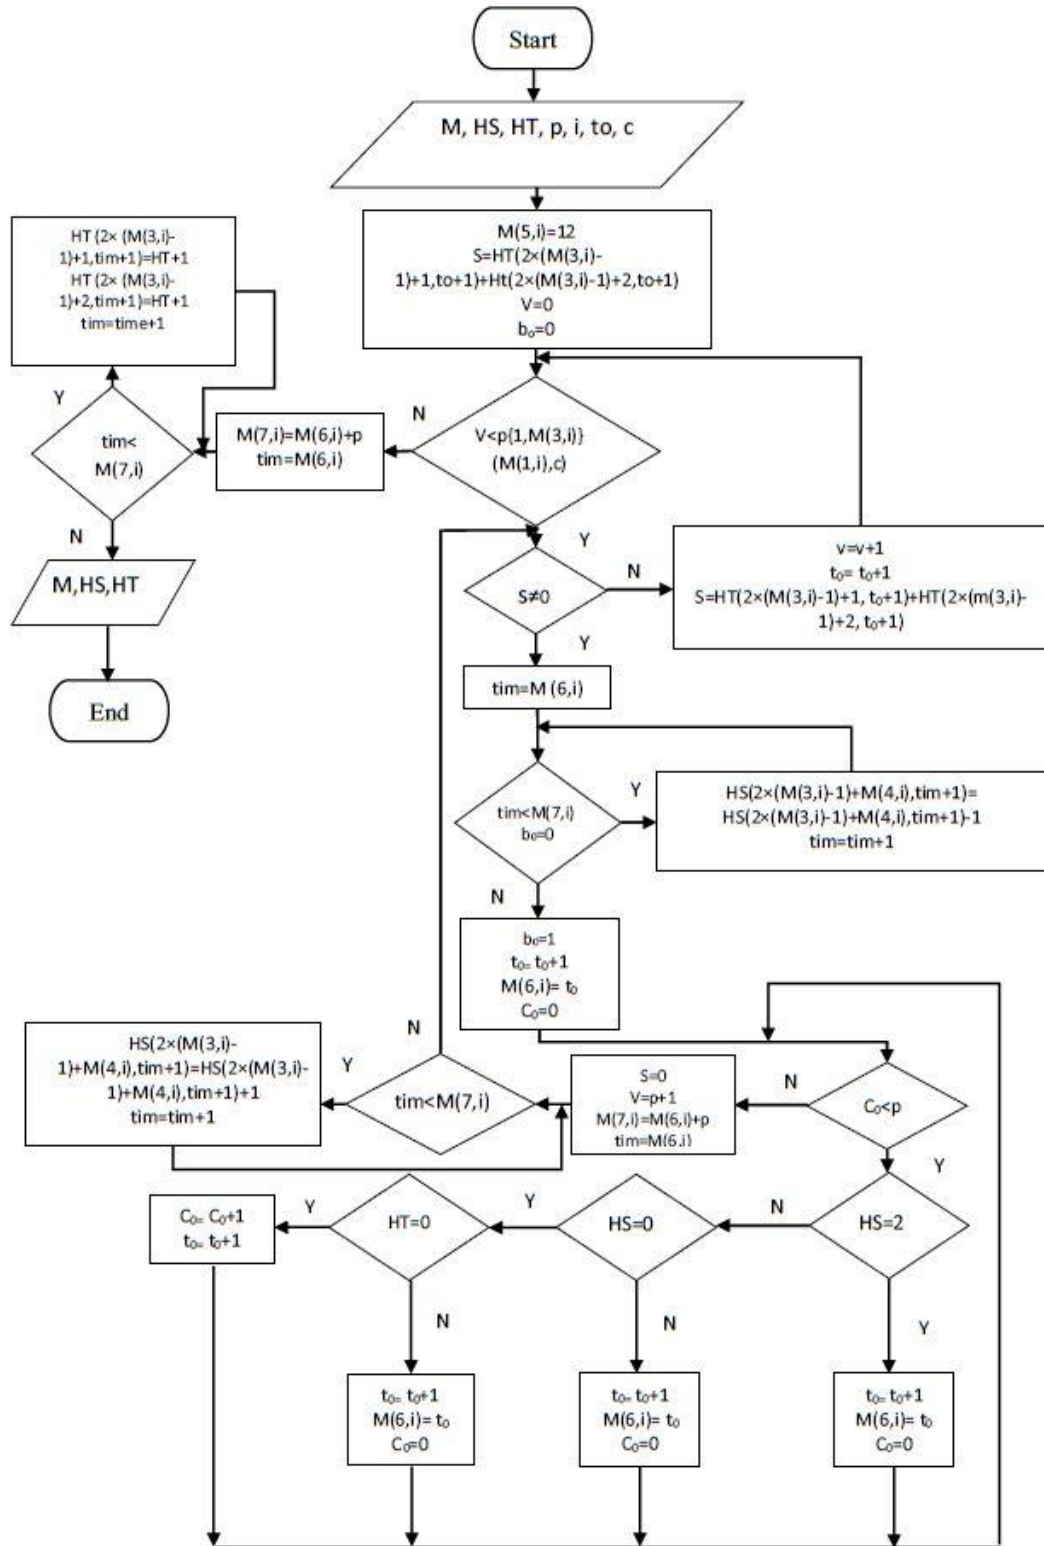 Start
M, HS, HT, p, i, to, c
M(5,i)=12
S=HT(2×(M(3,i)-
1)+1,to+1)+Ht(2×(M(3,i)-1)+2,to+1)
V=0
b₀=0
HT(2× (M(3,i)-
1)+1,tim+1)=HT+1
HT (2× (M(3,i)-
1)+2,tim+1)=HT+1
tim=time+1
Y
tim<
M(7,i)
N
M(7,i)=M(6,i)+p
tim=M(6,i)
N
V<p{1,M(3,i)}
(M(1,i),c)
Y
M,HS,HT
End
S≠0
N
v=v+1
t₀= t₀+1
S=HT(2×(M(3,i)-1)+1, t₀+1)+HT(2×(m(3,i)-
1)+2, t₀+1)
Y
tim=M (6,i)
tim<M(7,i)
b₀=0
Y
HS(2×(M(3,i)-1)+M(4,i),tim+1)=
HS(2×(M(3,i)-1)+M(4,i),tim+1)-1
tim=tim+1
N
b₀=1
t₀= t₀+1
M(6,i)= t₀
C₀=0
HS(2×(M(3,i)-
1)+M(4,i),tim+1)=HS(2×(M(3,i)-
1)+M(4,i),tim+1)+1
tim=tim+1
Y
N
tim<M(7,i)
S=0
V=p+1
M(7,i)=M(6,i)+p
tim=M(6,i)
N
C₀<p
Y
C₀= C₀+1
t₀= t₀+1
Y
HT=0
Y
HS=0
N
HS=2
N
N
Y
t₀= t₀+1
M(6,i)= t₀
C₀=0
t₀= t₀+1
M(6,i)= t₀
C₀=0
t₀= t₀+1
M(6,i)= t₀
C₀=0